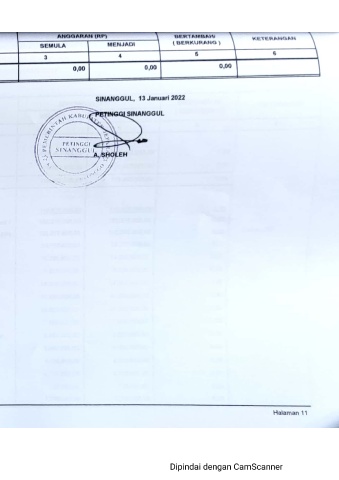 ANGGARAN (RP)
BERTAMBAH
( BERKURANG )
KETERANGAN
SEMULA
MENJADI
3
4
5
6
0,00
0,00
0,00
SINANGGUL, 13 Januari 2022
PETINGGI SINANGGUL
PEMERINTAH KABUPATEN
PETINGGI
SINANGGUL
A. SHOLEH
Halaman 11
Dipindai dengan CamScanner